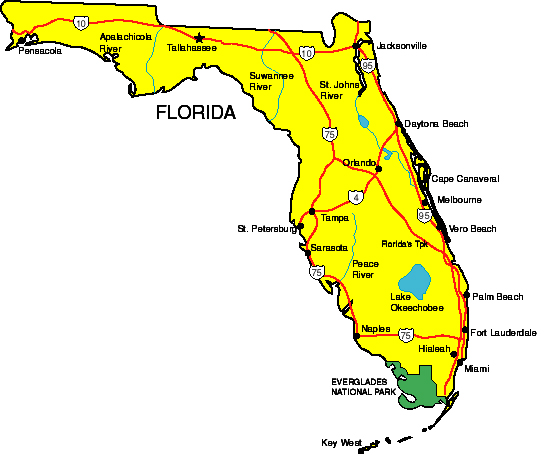 10
Apalachicola
River
Pensacola
Tallahassee
10
Jacksonville
95
Suwannee
River
St. Johns
River
FLORIDA
Daytona Beach
75
Orlando
Cape Canaveral
4
Melbourne
Tampa
95
St. Petersburg
Vero Beach
Sarasota
Florida's Tpk
75
Peace
River
Lake
Okeechobee
Palm Beach
Naples
75
Fort Lauderdale
Hialeah
Miami
EVERGLADES
NATIONAL PARK
Key West